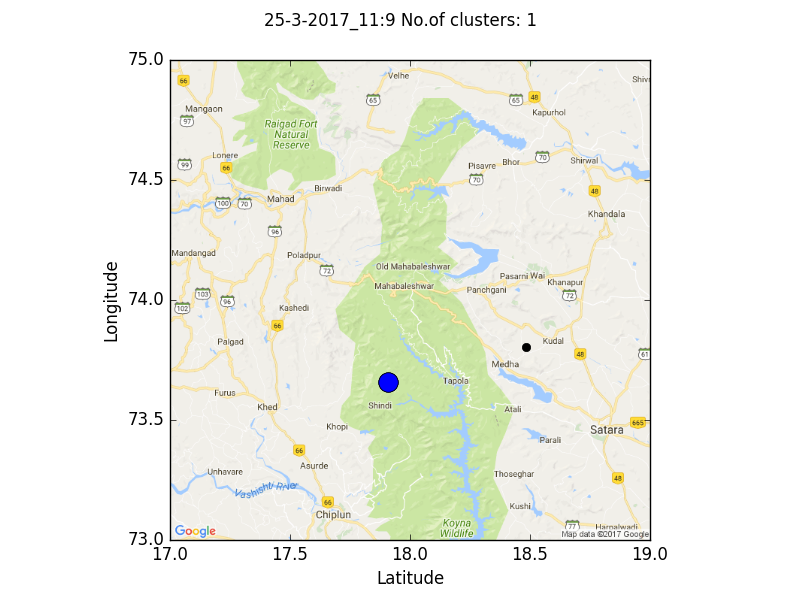 25-3-2017_11:9 No.of clusters: 1
75.0
74.5
74.0
73.5
73.0
Longitude
17.0 17.5 18.0 18.5 19.0
Latitude
66
Velhe
65
65
48
Shiv
Mangaon
97
Kapurhol
Raigad Fort
Natural
Reserve
Lonere
99
66
Pisavre
Bhor
70
Shirwal
70
48
Birwadi
Mahad
100
70
Khandala
96
Mandangad
Poladpur
72
Old Mahabaleshwar
Mahabaleshwar
Pasarni Wai
Khanapur
Panchgani
72
103
96
102
Kashedi
66
Palgad
Kudal
48
61
Medha
Tapola
Furus
Khed
Shindi
Atali
Khopi
Satara
665
Parali
66
Asurde
Unhavare
Thoseghar
48
Vashishti River
66
Chiplun
Kushi
Koyna
Wildlife
77
Harnalwadi
Google
Map data ©2017 Google